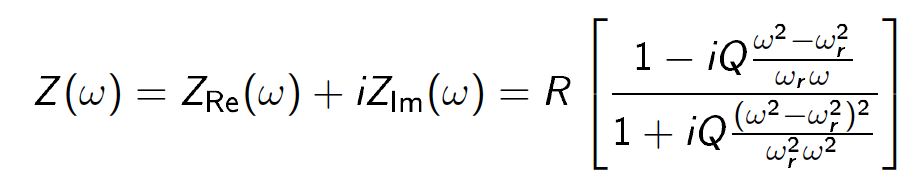 Z(ω) = Z_Re(ω) + iZ_Im(ω) = R [ (1 − iQ (ω² − ω_r²)/(ω_r ω)) / (1 + iQ (ω² − ω_r²)²/(ω_r² ω²)) ]